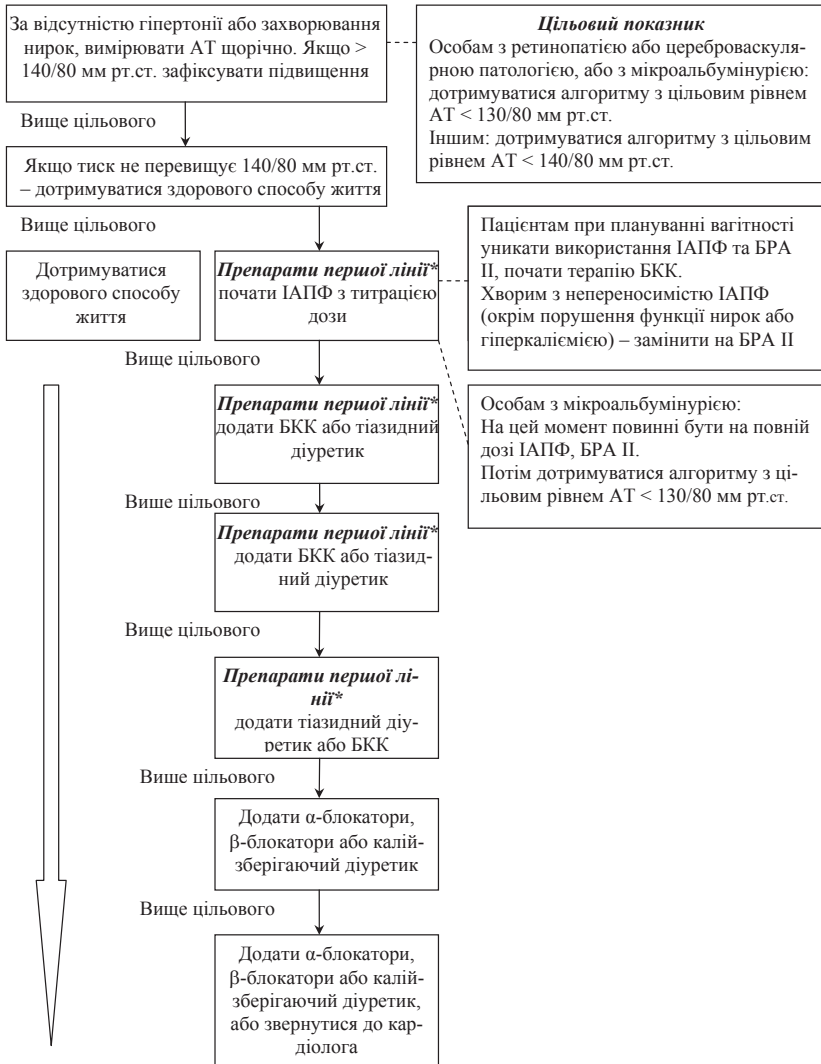 За відсутністю гіпертонії або захворювання
нирок, вимірювати АТ щорічно. Якщо >
140/80 мм рт.ст. зафіксувати підвищення
Цільовий показник
Особам з ретинопатією або цереброваскуля-
рною патологією, або з мікроальбумінурією:
дотримуватися алгоритму з цільовим рівнем
АТ < 130/80 мм рт.ст.
Іншим: дотримуватися алгоритму з цільовим
рівнем АТ < 140/80 мм рт.ст.
Вище цільового
Якщо тиск не перевищує 140/80 мм рт.ст.
– дотримуватися здорового способу життя
Вище цільового
Дотримуватися
здорового способу
життя
Препарати першої лінії*
почати ІАПФ з титрацією
дози
Пацієнтам при плануванні вагітності
уникати використання ІАПФ та БРА
ІІ, почати терапію БКК.
Хворим з непереносимістю ІАПФ
(окрім порушення функції нирок або
гіперкаліємією) – замінити на БРА ІІ
Вище цільового
Препарати першої лінії*
додати БКК або тіазидний
діуретик
Особам з мікроальбумінурією:
На цей момент повинні бути на повній
дозі ІАПФ, БРА ІІ.
Потім дотримуватися алгоритму з ці-
льовим рівнем АТ < 130/80 мм рт.ст.
Вище цільового
Препарати першої лінії*
додати БКК або тіазид-
ний діуретик
Вище цільового
Препарати першої лі-
нії*
додати тіазидний діу-
ретик або БКК
Вище цільового
Додати α-блокатори,
β-блокатори або калій-
зберігаючий діуретик
Вище цільового
Додати α-блокатори,
β-блокатори або калій-
зберігаючий діуретик,
або звернутися до кар-
діолога